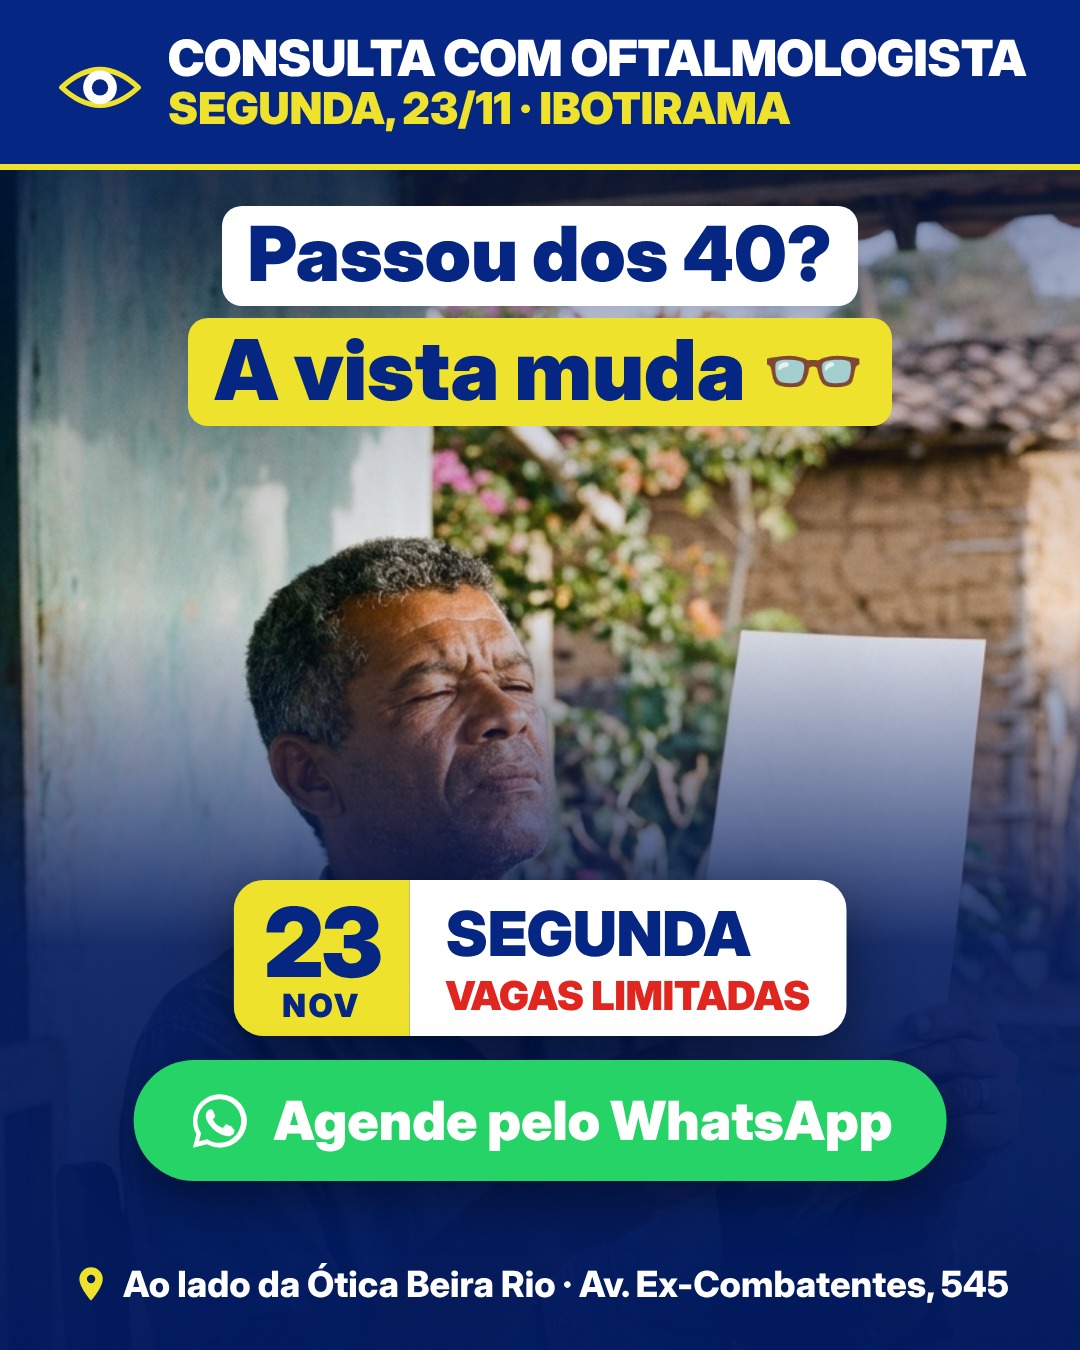 CONSULTA COM OFTALMOLOGISTA
SEGUNDA, 23/11 · IBOTIRAMA
Passou dos 40?
A vista muda 👓
23
NOV
SEGUNDA
VAGAS LIMITADAS
Agende pelo WhatsApp
Ao lado da Ótica Beira Rio · Av. Ex-Combatentes, 545